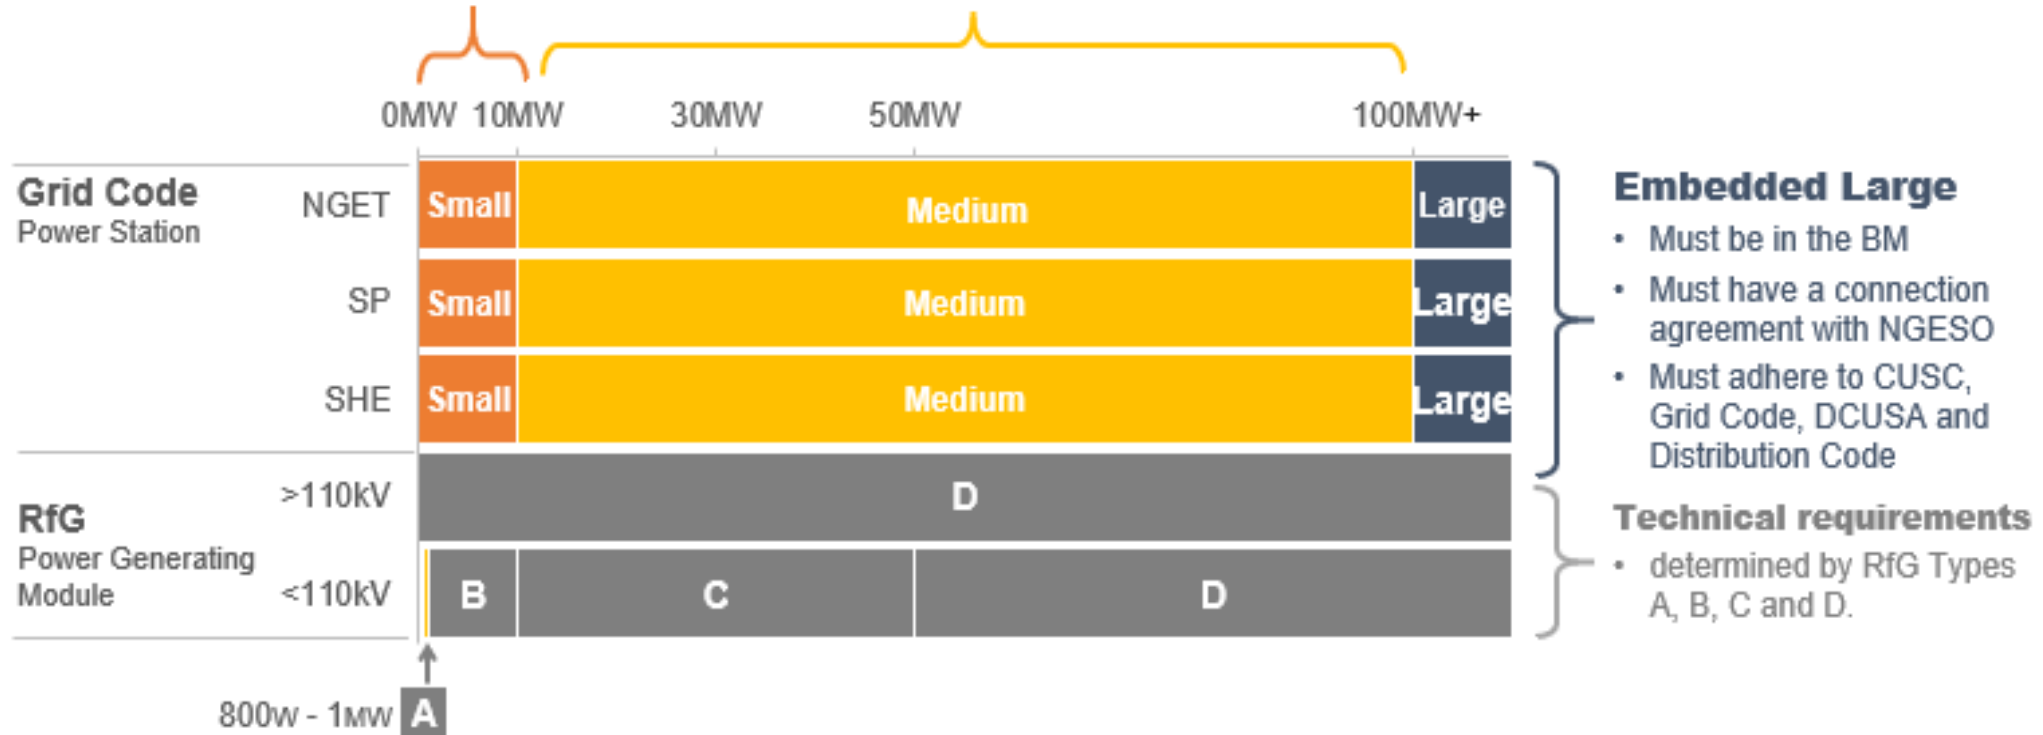 0MW 10MW 30MW 50MW 100MW+
Grid Code
Power Station
NGET Small Medium Large
SP Small Medium Large
SHE Small Medium Large
Embedded Large
• Must be in the BM
• Must have a connection
agreement with NGESO
• Must adhere to CUSC,
Grid Code, DCUSA and
Distribution Code
RfG
Power Generating
Module
>110kV D
<110kV B C D
Technical requirements
• determined by RfG Types
A, B, C and D.
800W - 1MW A